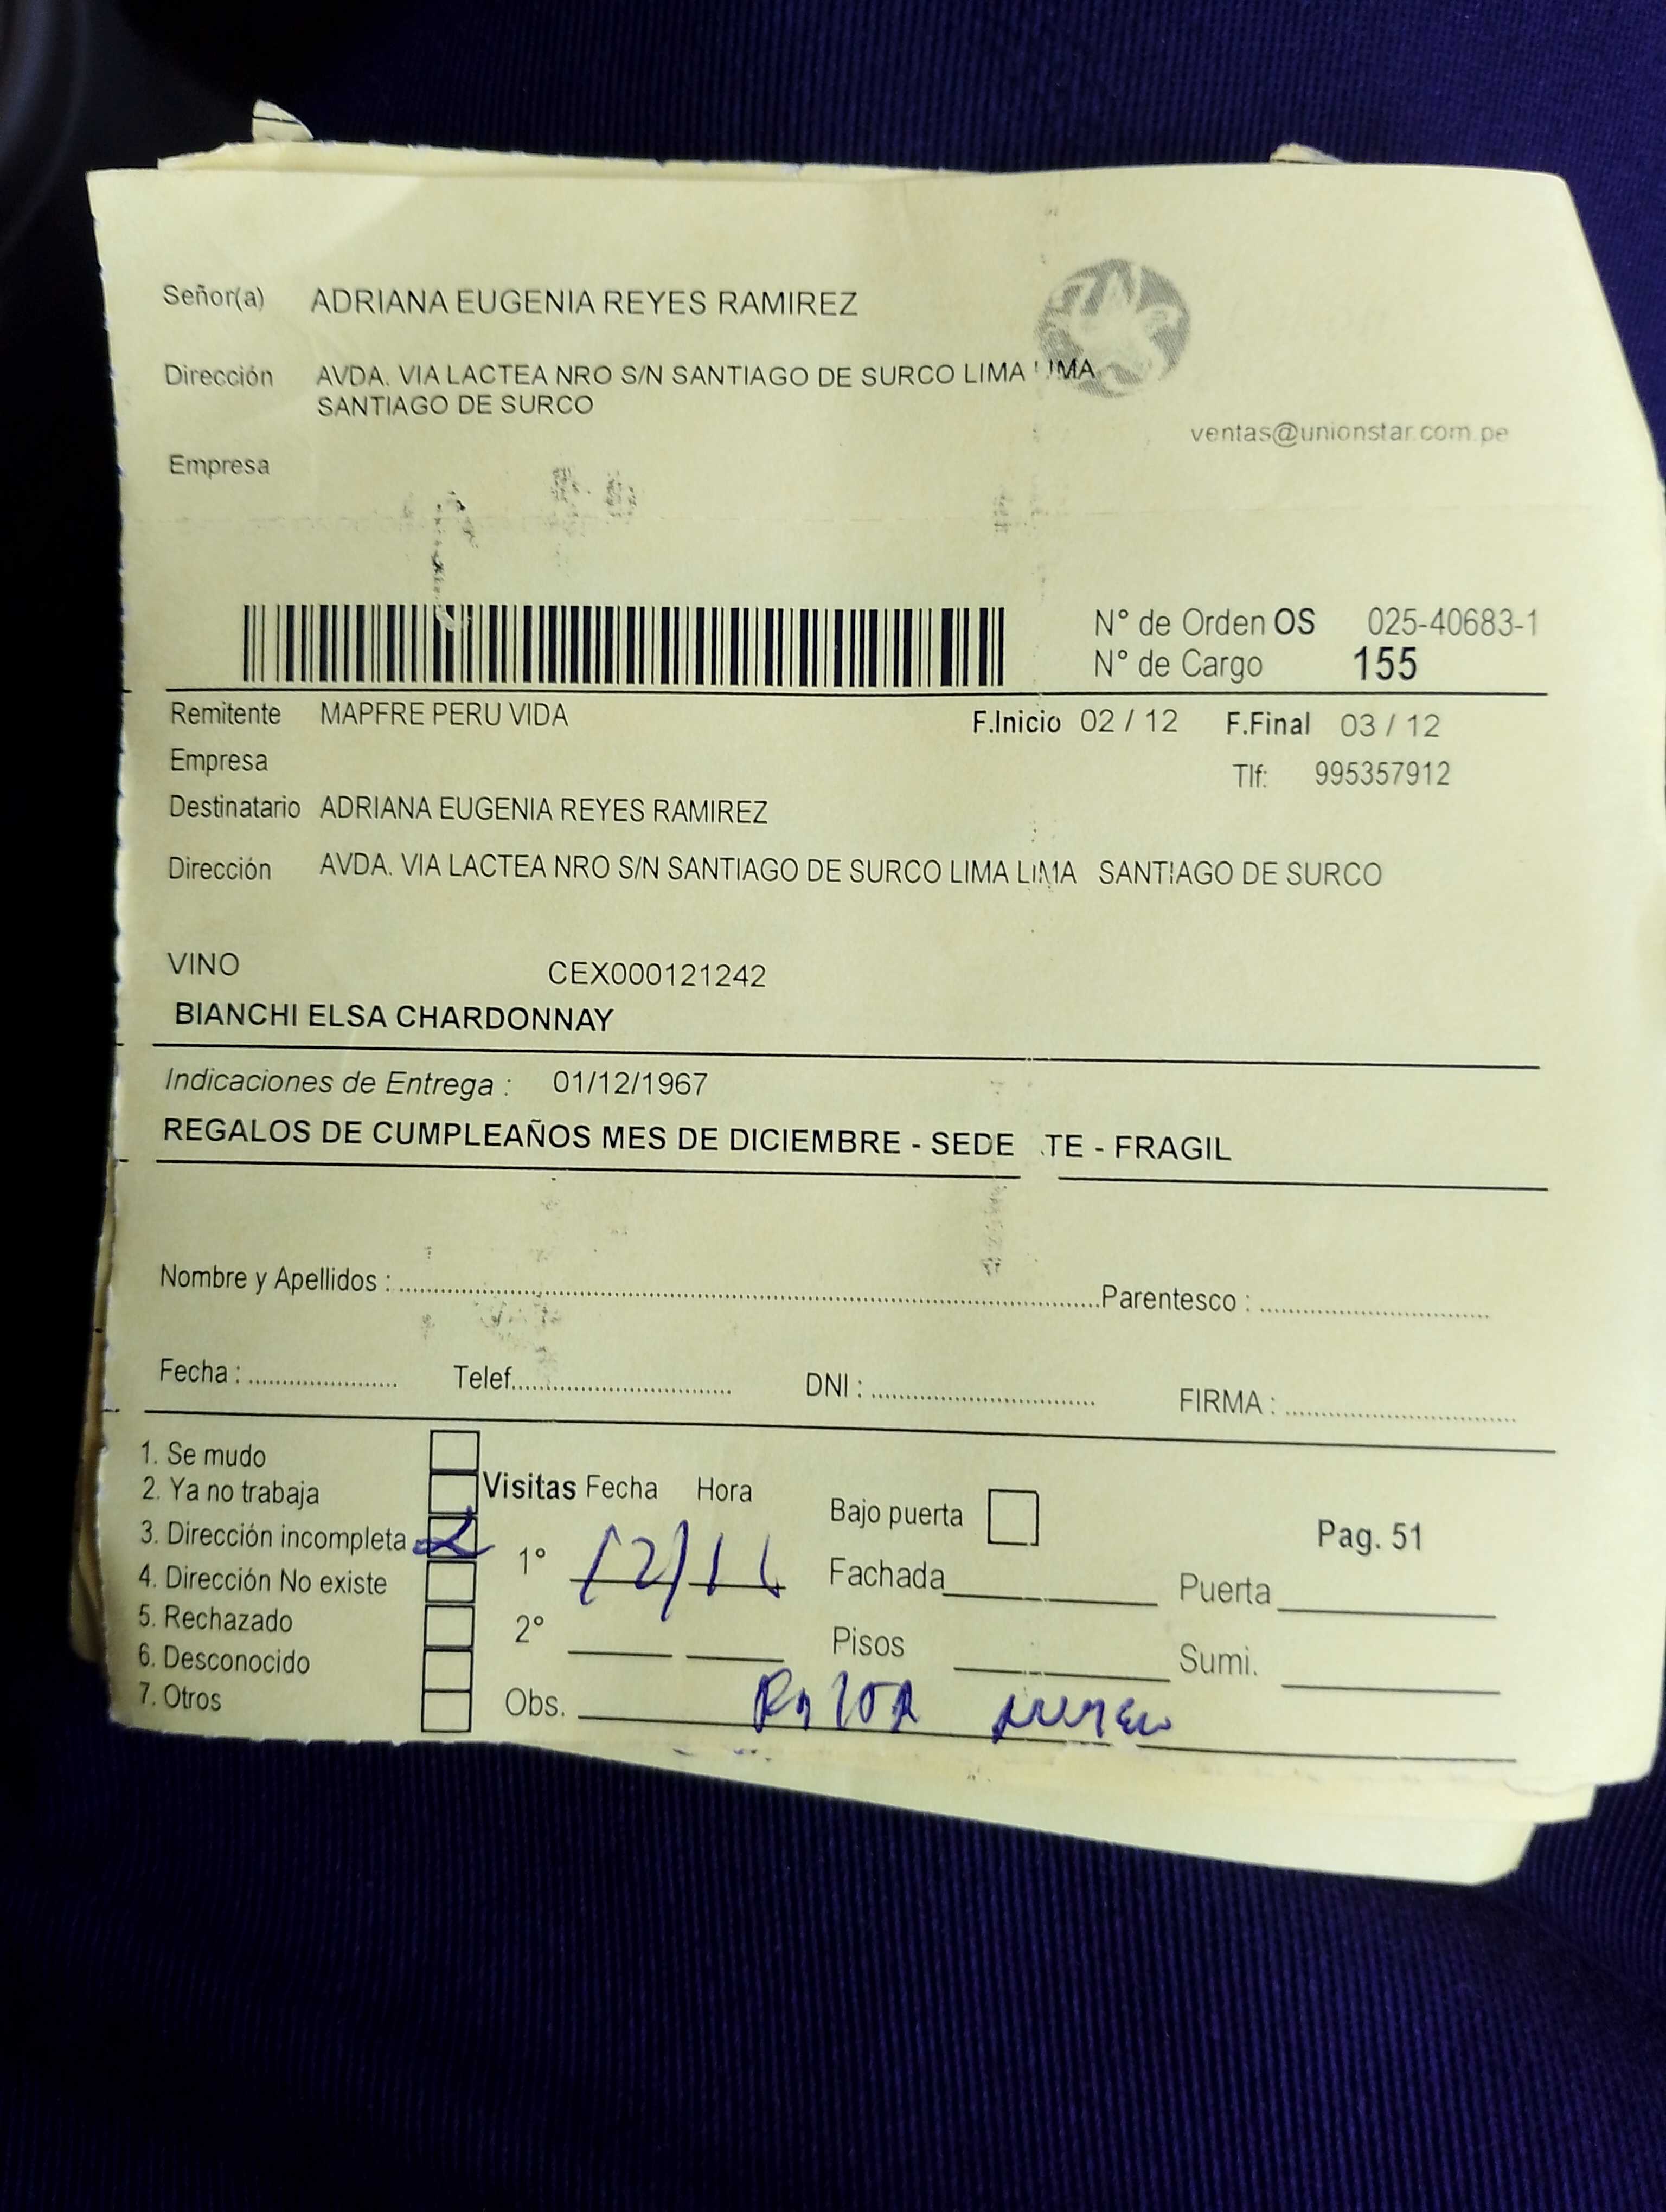 Señor(a) ADRIANA EUGENIA REYES RAMIREZ
Dirección AVDA. VIA LACTEA NRO S/N SANTIAGO DE SURCO LIMA LIMA
SANTIAGO DE SURCO
ventas@unionstar.com.pe
Empresa
N° de Orden OS 025-40683-1
N° de Cargo 155
Remitente MAPFRE PERU VIDA F.Inicio 02 / 12 F.Final 03 / 12
Empresa Tlf: 995357912
Destinatario ADRIANA EUGENIA REYES RAMIREZ
Dirección AVDA. VIA LACTEA NRO S/N SANTIAGO DE SURCO LIMA LIMA SANTIAGO DE SURCO
VINO CEX000121242
BIANCHI ELSA CHARDONNAY
Indicaciones de Entrega : 01/12/1967
REGALOS DE CUMPLEAÑOS MES DE DICIEMBRE - SEDE TE - FRAGIL
Nombre y Apellidos : Parentesco :
Fecha : Telef. DNI : FIRMA :
1. Se mudo
2. Ya no trabaja Visitas Fecha Hora Bajo puerta Pag. 51
3. Dirección incompleta 1° Fachada Puerta
4. Dirección No existe
5. Rechazado 2° Pisos Sumi.
6. Desconocido
7. Otros Obs.